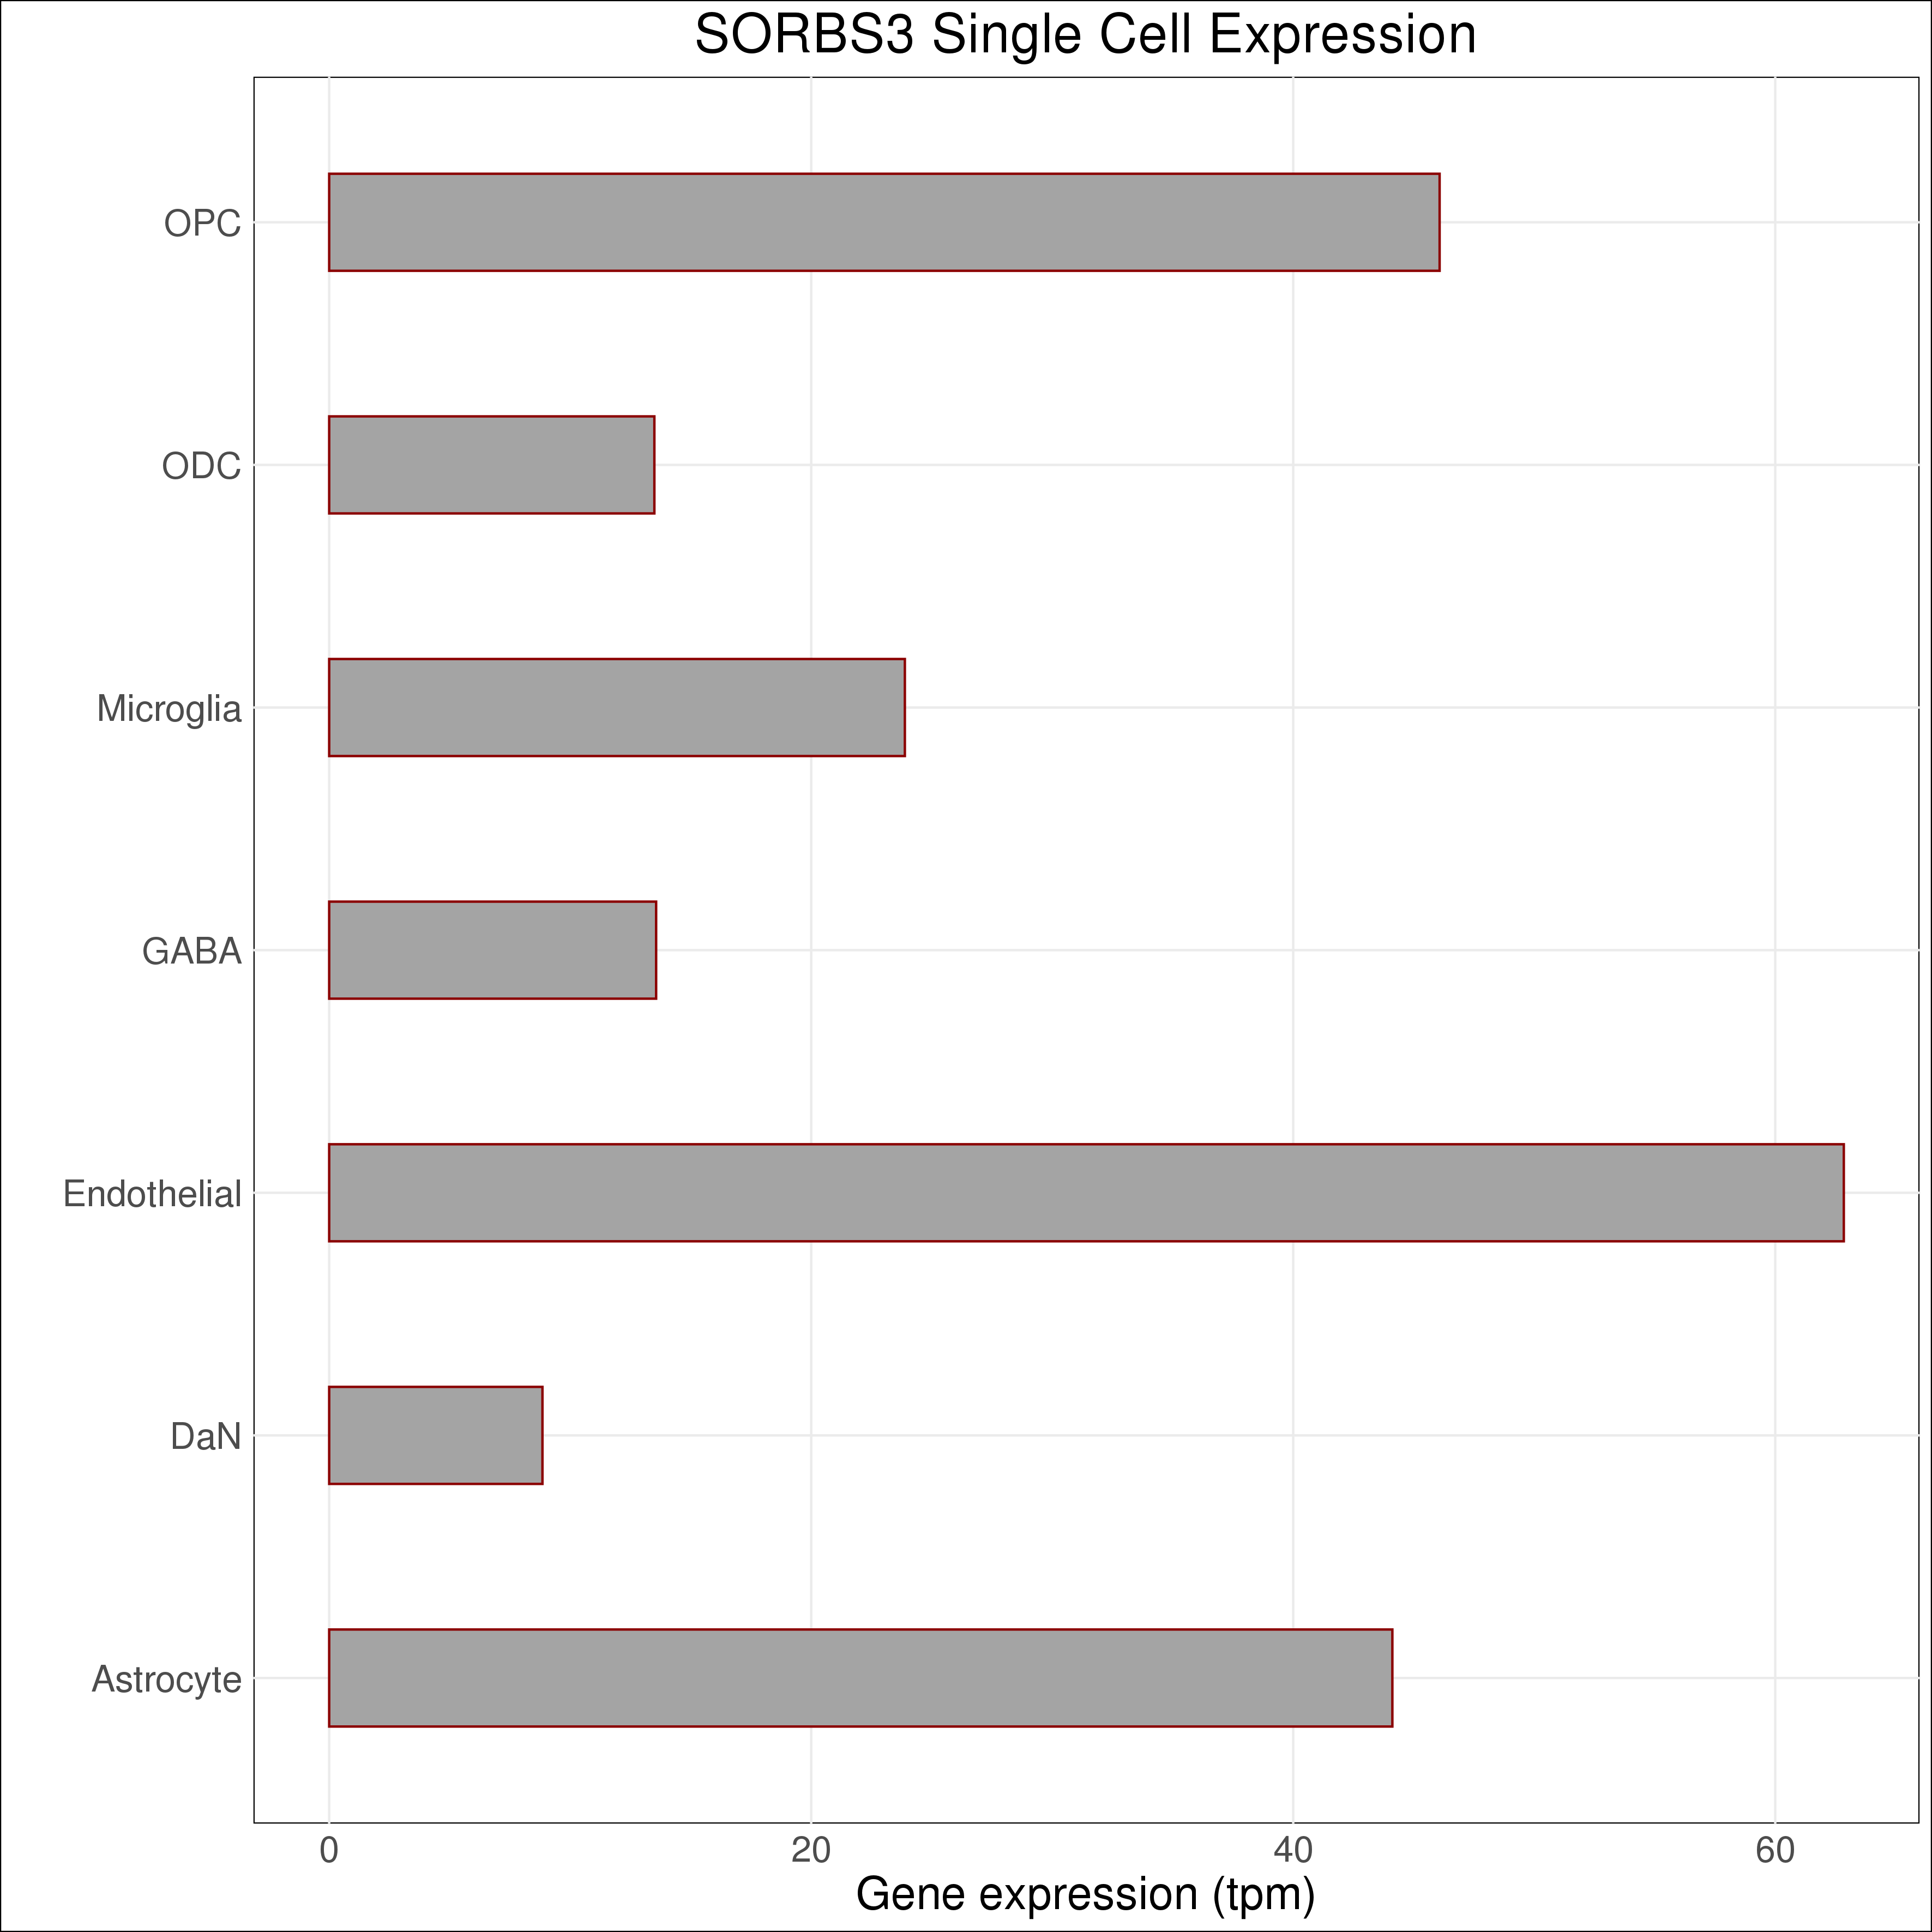 SORBS3 Single Cell Expression
OPC
ODC
Microglia
GABA
Endothelial
DaN
Astrocyte
0 20 40 60
Gene expression (tpm)